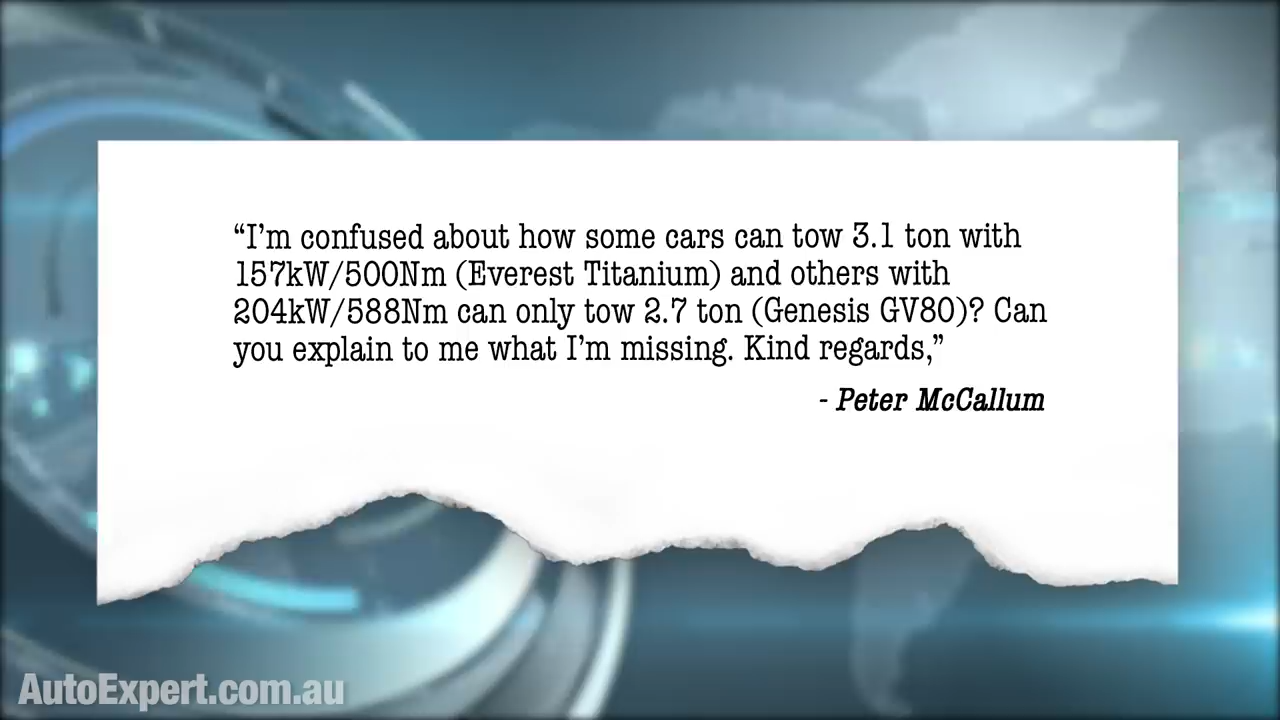 “I’m confused about how some cars can tow 3.1 ton with
157kW/500Nm (Everest Titanium) and others with
204kW/588Nm can only tow 2.7 ton (Genesis GV80)? Can
you explain to me what I’m missing. Kind regards,”
- Peter McCallum
AutoExpert.com.au